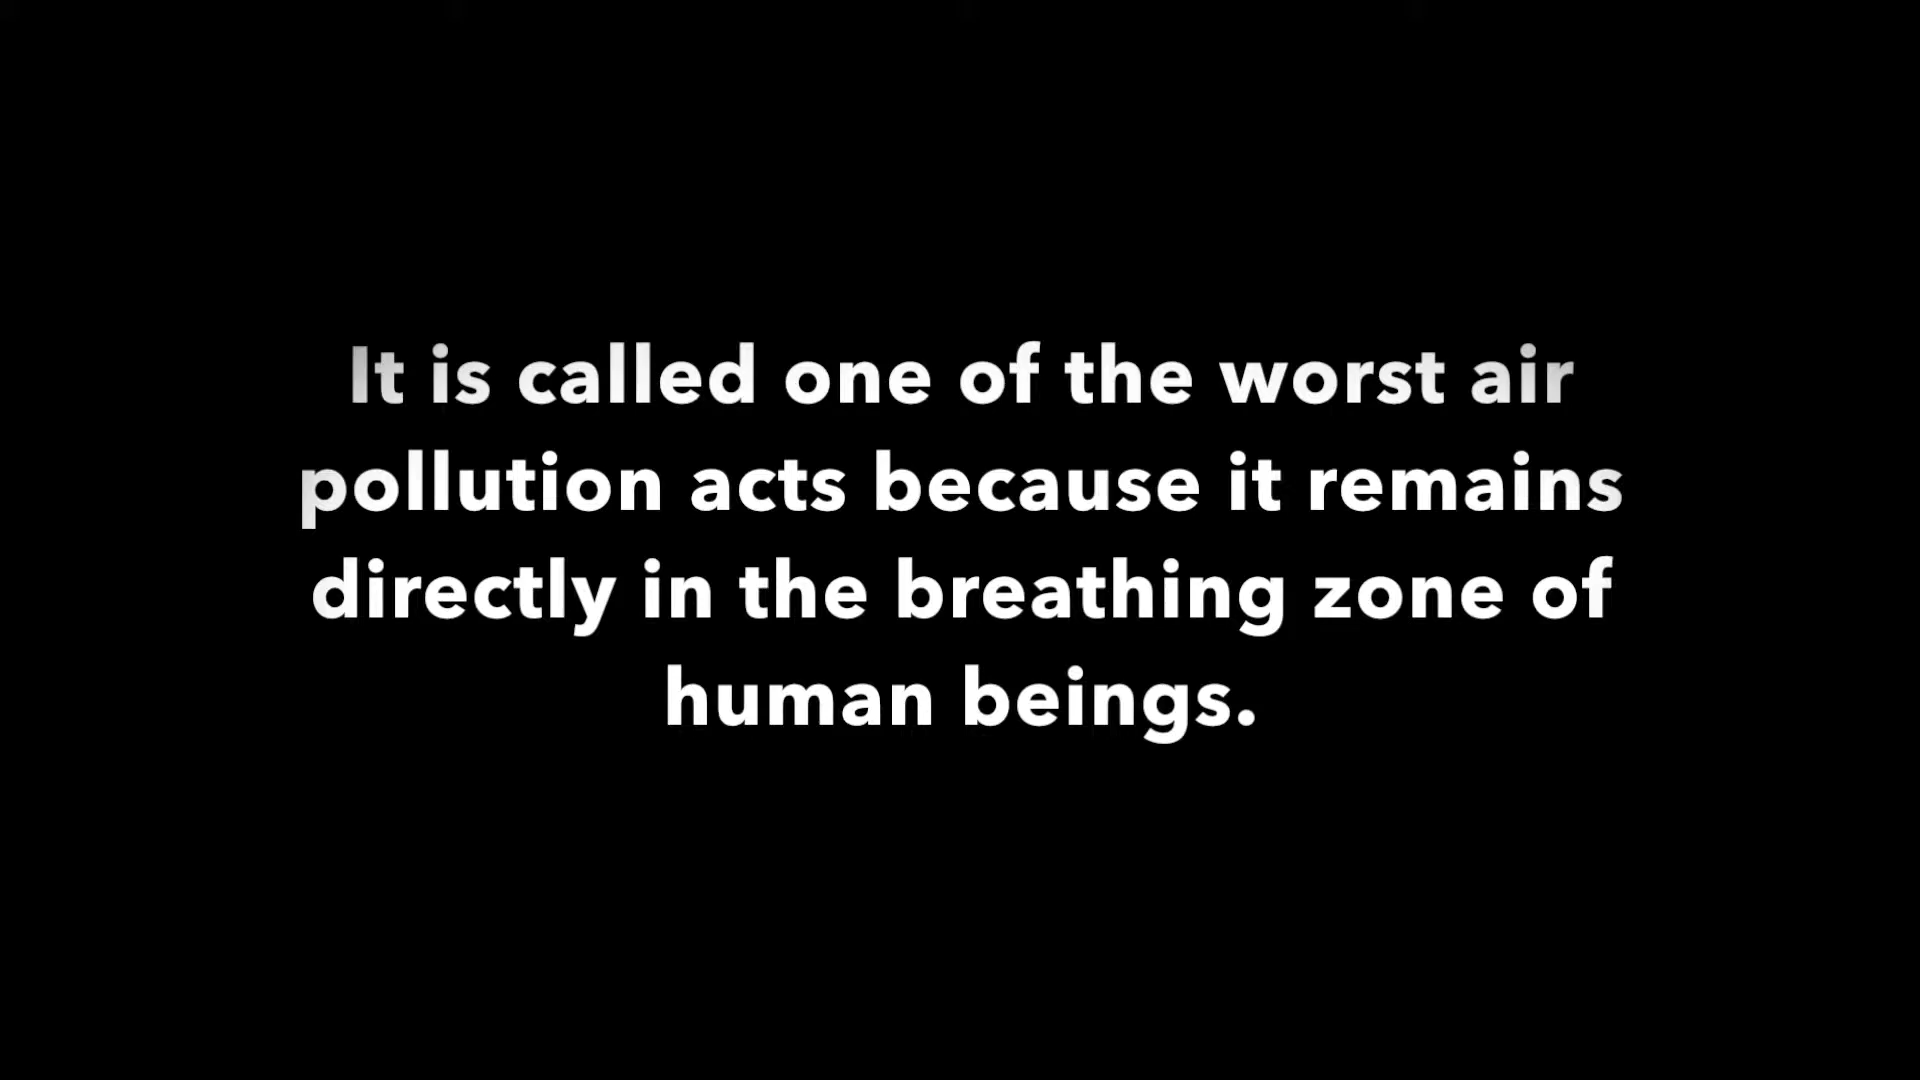 It is called one of the worst air
pollution acts because it remains
directly in the breathing zone of
human beings.